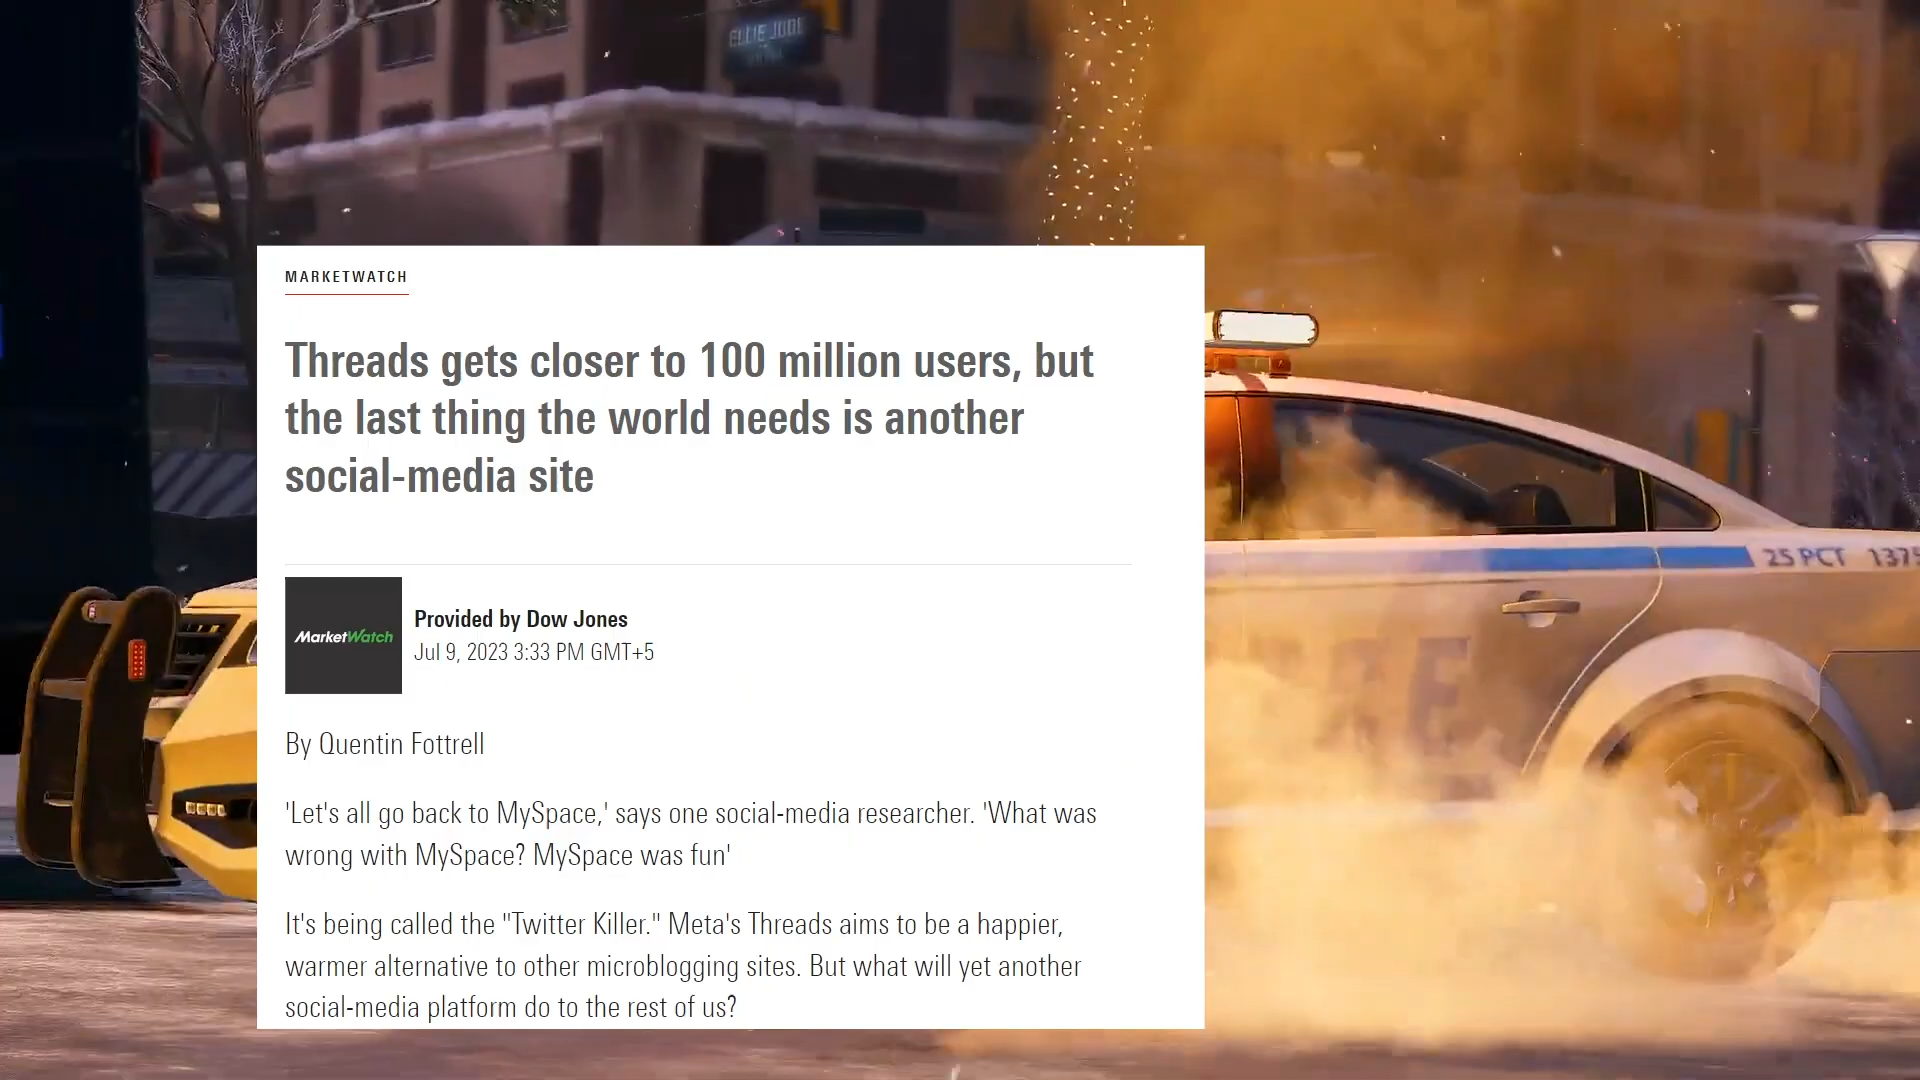 ELLIE JUDE
MARKETWATCH
Threads gets closer to 100 million users, but
the last thing the world needs is another
social-media site
MarketWatch
Provided by Dow Jones
Jul 9, 2023 3:33 PM GMT+5
By Quentin Fottrell
'Let's all go back to MySpace,' says one social-media researcher. 'What was
wrong with MySpace? MySpace was fun'
It's being called the "Twitter Killer." Meta's Threads aims to be a happier,
warmer alternative to other microblogging sites. But what will yet another
social-media platform do to the rest of us?
25 PCT 1375